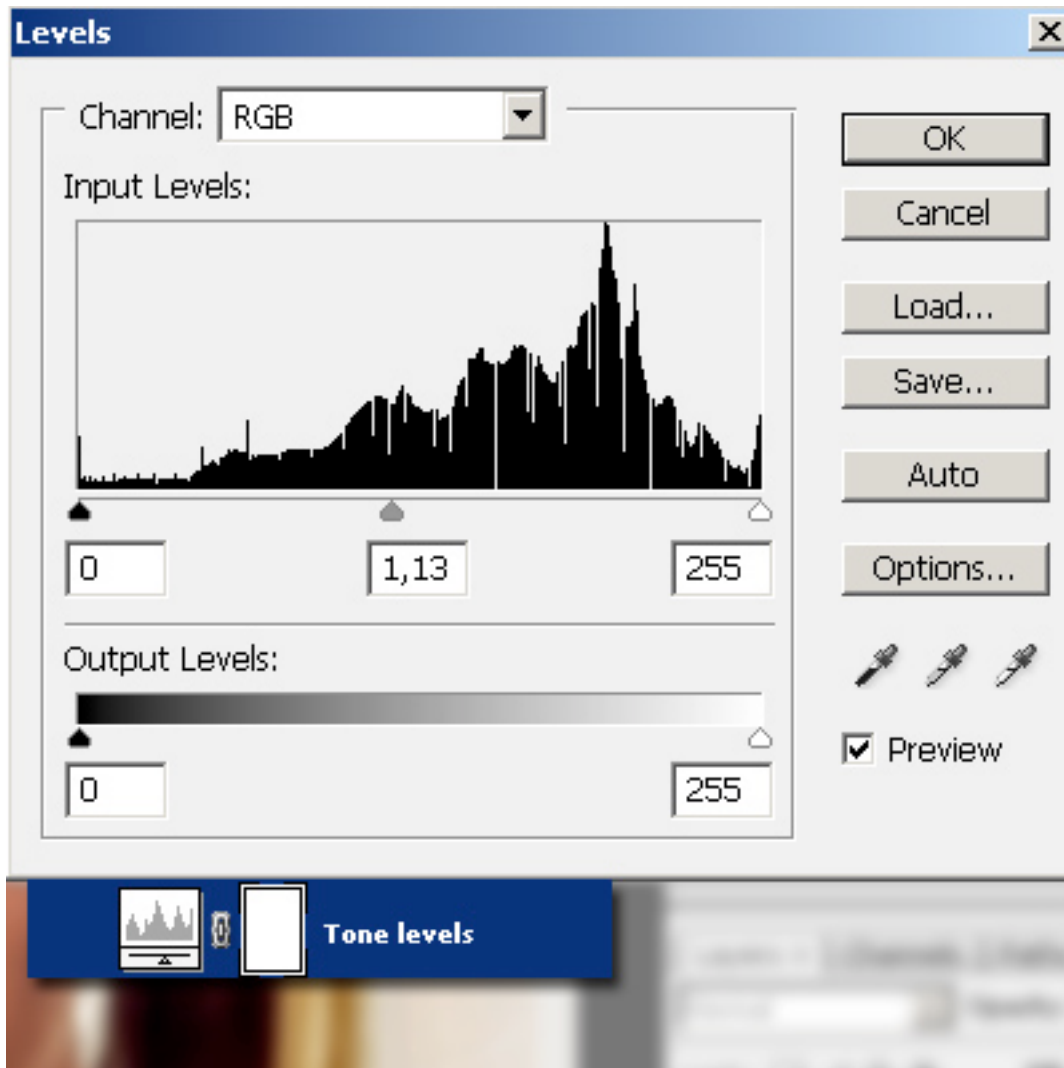 Levels
Channel: RGB
OK
Input Levels:
Cancel
Load...
Save...
Auto
0 1,13 255
Options...
Output Levels:
Preview
0 255
Tone levels
Channels